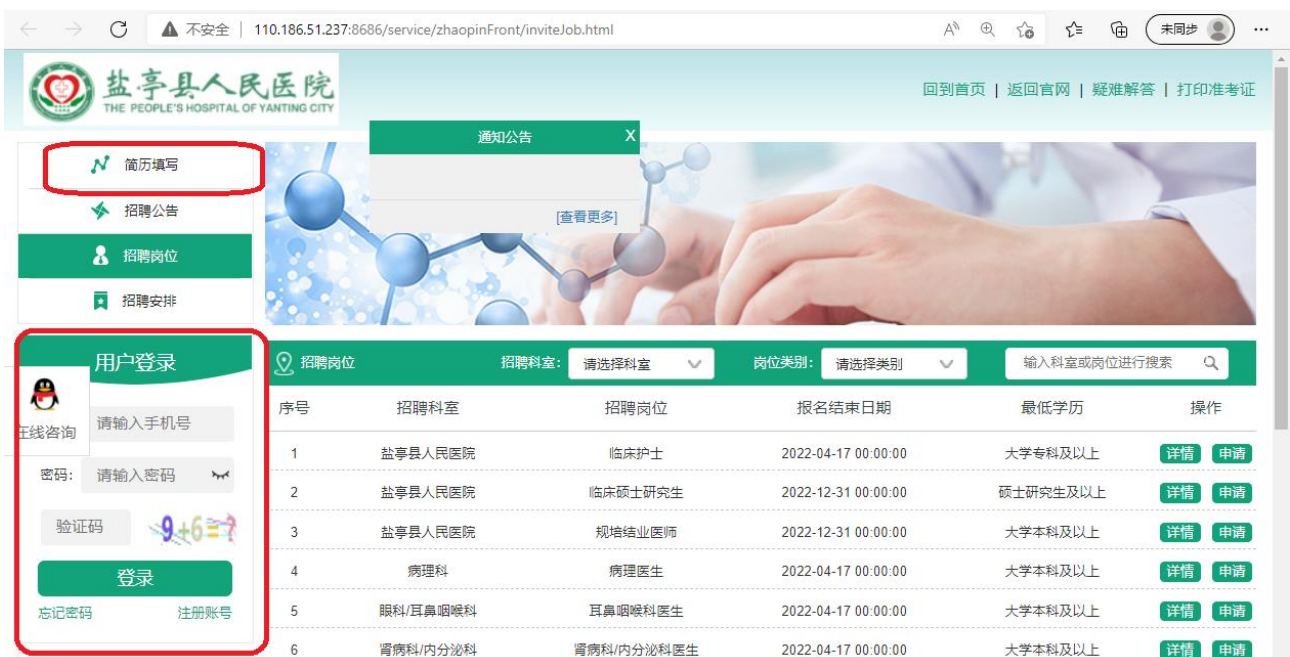 不安全 110.186.51.237:8686/service/zhaopinFront/inviteJob.html 未同步
盐亭县人民医院
THE PEOPLE'S HOSPITAL OF YANTING CITY
回到首页 | 返回官网 | 疑难解答 | 打印准考证
通知公告 X
[查看更多]
简历填写
招聘公告
招聘岗位
招聘安排
用户登录
在线咨询
请输入手机号
密码: 请输入密码
验证码 9+6=?
登录
忘记密码 注册账号
招聘岗位 招聘科室: 请选择科室 岗位类别: 请选择类别 输入科室或岗位进行搜索
序号 招聘科室 招聘岗位 报名结束日期 最低学历 操作
1 盐亭县人民医院 临床护士 2022-04-17 00:00:00 大学专科及以上 详情 申请
2 盐亭县人民医院 临床硕士研究生 2022-12-31 00:00:00 硕士研究生及以上 详情 申请
3 盐亭县人民医院 规培结业医师 2022-12-31 00:00:00 大学本科及以上 详情 申请
4 病理科 病理医生 2022-04-17 00:00:00 大学本科及以上 详情 申请
5 眼科/耳鼻咽喉科 耳鼻咽喉科医生 2022-04-17 00:00:00 大学本科及以上 详情 申请
6 肾病科/内分泌科 肾病科/内分泌科医生 2022-04-17 00:00:00 大学本科及以上 详情 申请